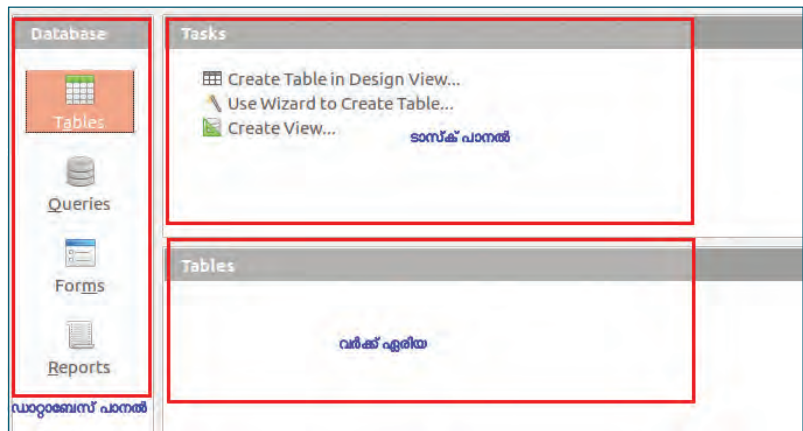 Database
Tables
Queries
Forms
Reports
ഡാറ്റാബേസ് പാനൽ
Tasks
Create Table in Design View...
Use Wizard to Create Table...
Create View...
ടാസ്ക് പാനൽ
Tables
വർക്ക് ഏരിയ